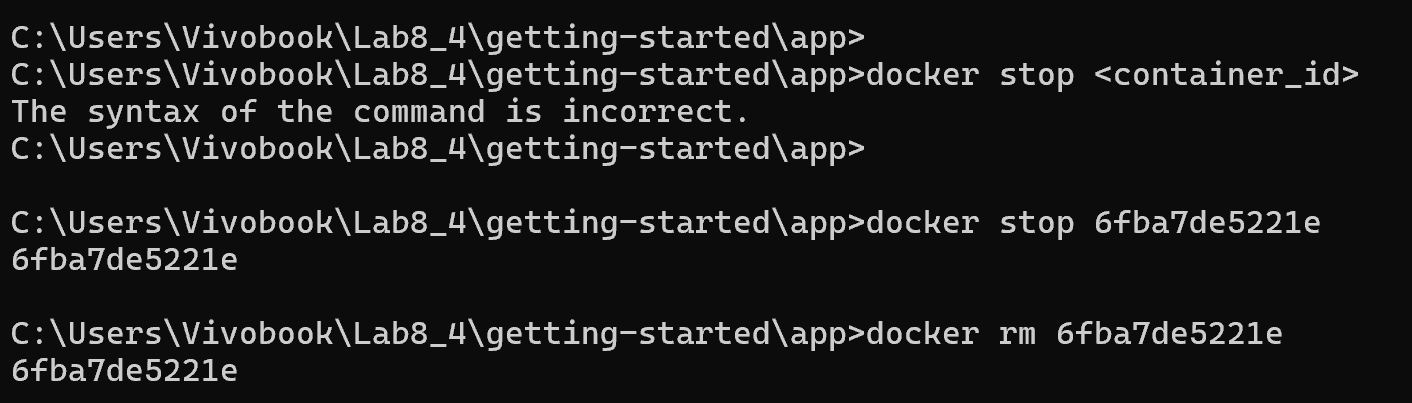 C:\Users\Vivobook\Lab8_4\getting-started\app>
C:\Users\Vivobook\Lab8_4\getting-started\app>docker stop <container_id>
The syntax of the command is incorrect.
C:\Users\Vivobook\Lab8_4\getting-started\app>
C:\Users\Vivobook\Lab8_4\getting-started\app>docker stop 6fba7de5221e
6fba7de5221e
C:\Users\Vivobook\Lab8_4\getting-started\app>docker rm 6fba7de5221e
6fba7de5221e